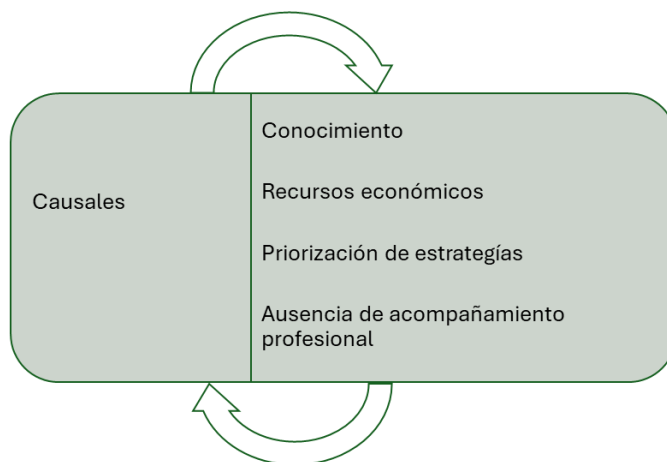 Conocimiento
Recursos económicos
Causales
Priorización de estrategías
Ausencia de acompañamiento
profesional